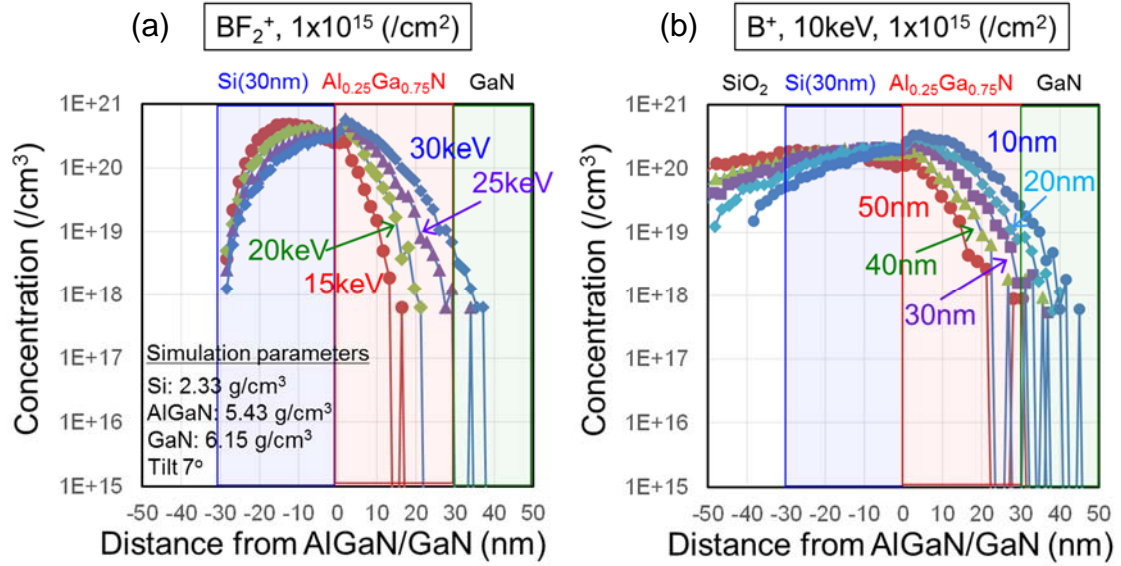 (a)
BF₂⁺, 1x10¹⁵ (/cm²)
Si(30nm) Al₀.₂₅Ga₀.₇₅N GaN
Concentration (/cm³)
1E+21
1E+20
1E+19
1E+18
1E+17
1E+16
1E+15
30keV
25keV
20keV
15keV
Simulation parameters
Si: 2.33 g/cm³
AlGaN: 5.43 g/cm³
GaN: 6.15 g/cm³
Tilt 7º
-50 -40 -30 -20 -10 0 10 20 30 40 50
Distance from AlGaN/GaN (nm)
(b)
B⁺, 10keV, 1x10¹⁵ (/cm²)
SiO₂ Si(30nm) Al₀.₂₅Ga₀.₇₅N GaN
Concentration (/cm³)
1E+21
1E+20
1E+19
1E+18
1E+17
1E+16
1E+15
10nm
20nm
50nm
40nm
30nm
-50 -40 -30 -20 -10 0 10 20 30 40 50
Distance from AlGaN/GaN (nm)